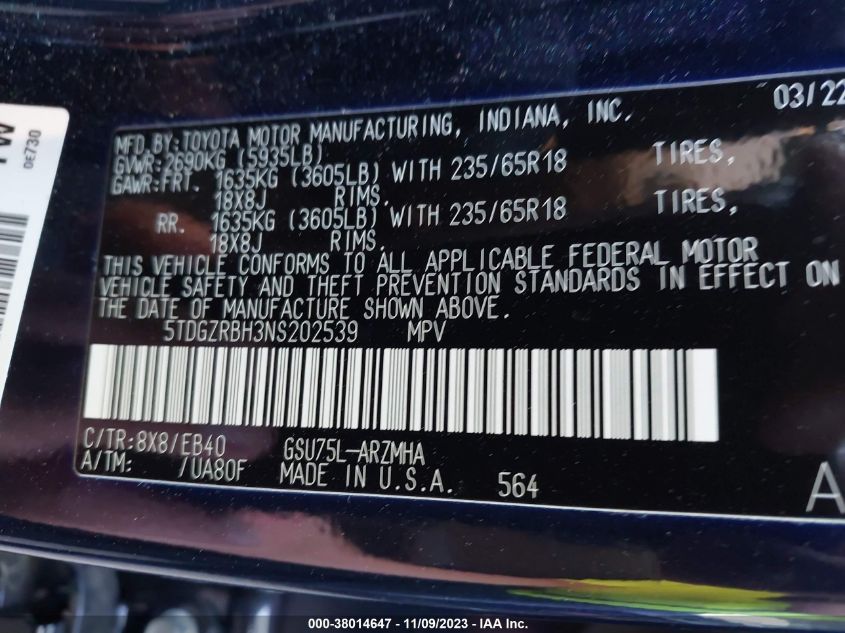 03/22
MFD.BY:TOYOTA MOTOR MANUFACTURING, INDIANA, INC.
GVWR:2690KG (5935LB)
GAWR:FRT. 1635KG (3605LB) WITH 235/65R18 TIRES,
18X8J RIMS.
RR. 1635KG (3605LB) WITH 235/65R18 TIRES,
18X8J RIMS.
THIS VEHICLE CONFORMS TO ALL APPLICABLE FEDERAL MOTOR
VEHICLE SAFETY AND THEFT PREVENTION STANDARDS IN EFFECT ON
THE DATE OF MANUFACTURE SHOWN ABOVE.
5TDGZRBH3NS202539 MPV
C/TR:8X8/EB40 GSU75L-ARZMHA
A/TM: /UA80F MADE IN U.S.A. 564
A
0E730
000-38014647 — 11/09/2023 — IAA Inc.